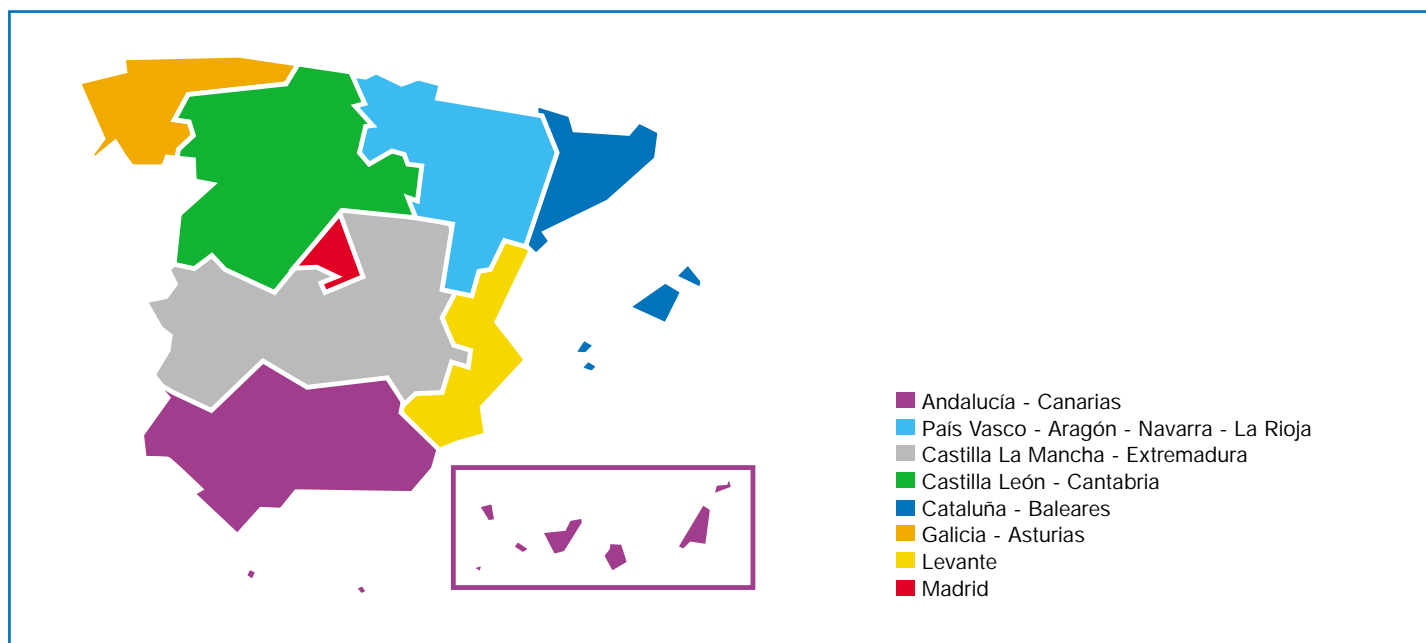 Andalucía - Canarias
País Vasco - Aragón - Navarra - La Rioja
Castilla La Mancha - Extremadura
Castilla León - Cantabria
Cataluña - Baleares
Galicia - Asturias
Levante
Madrid